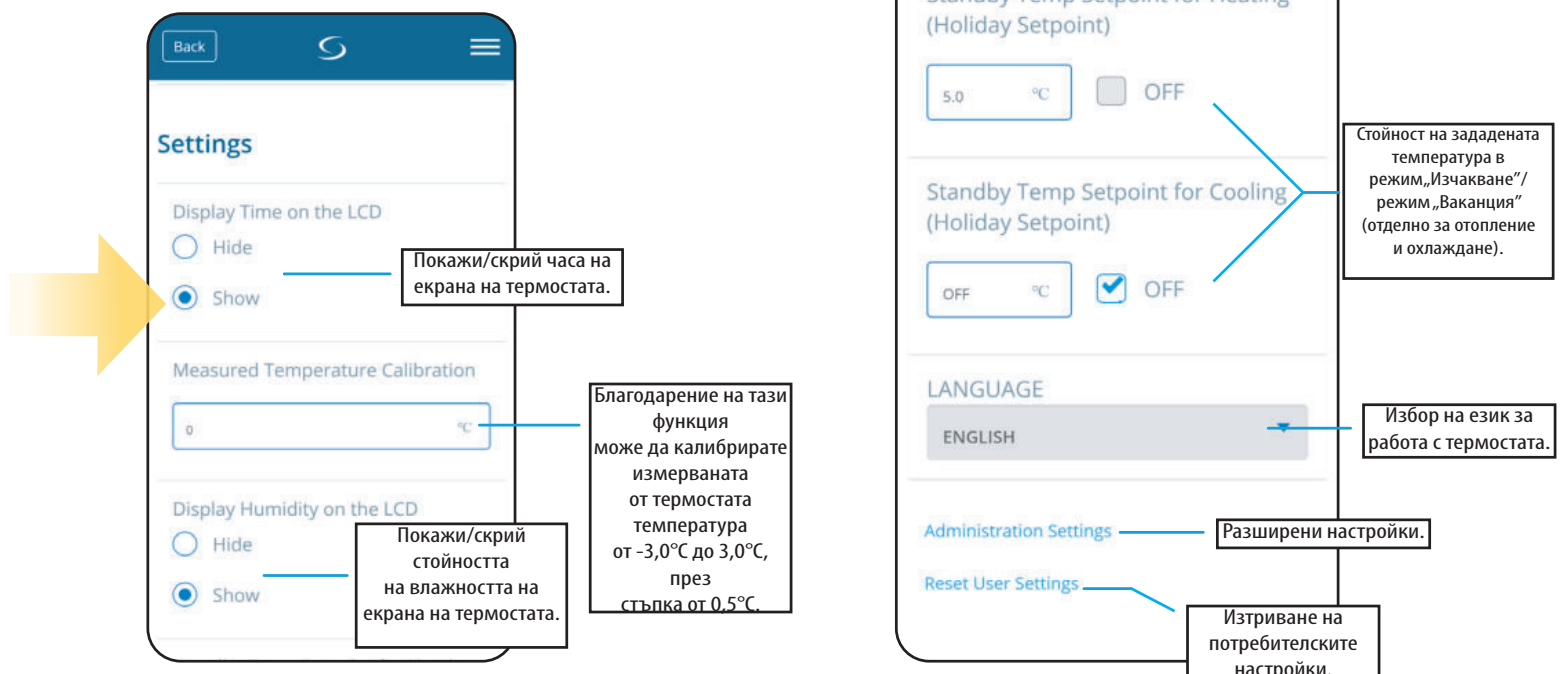 Back
Settings
Display Time on the LCD
Hide
Show
Покажи/скрий часа на
екрана на термостата.
Measured Temperature Calibration
0 °C
Благодарение на тази
функция
може да калибрирате
измерваната
от термостата
температура
от -3,0°C до 3,0°C,
през
стъпка от 0,5°C.
Display Humidity on the LCD
Hide
Show
Покажи/скрий
стойността
на влажността на
екрана на термостата.
Standby Temp Setpoint for Heating
(Holiday Setpoint)
5.0 °C OFF
Standby Temp Setpoint for Cooling
(Holiday Setpoint)
OFF °C OFF
Стойност на зададената
температура в
режим„Изчакване”/
режим „Ваканция”
(отделно за отопление
и охлаждане).
LANGUAGE
ENGLISH
Избор на език за
работа с термостата.
Administration Settings
Разширени настройки.
Reset User Settings
Изтриване на
потребителските
настройки.